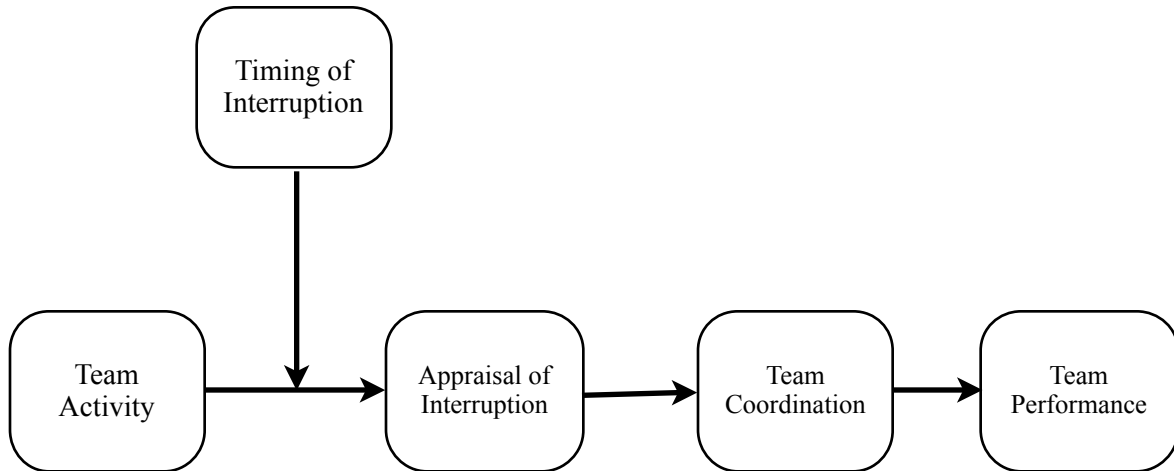 Timing of
Interruption
Team
Activity
Appraisal of
Interruption
Team
Coordination
Team
Performance